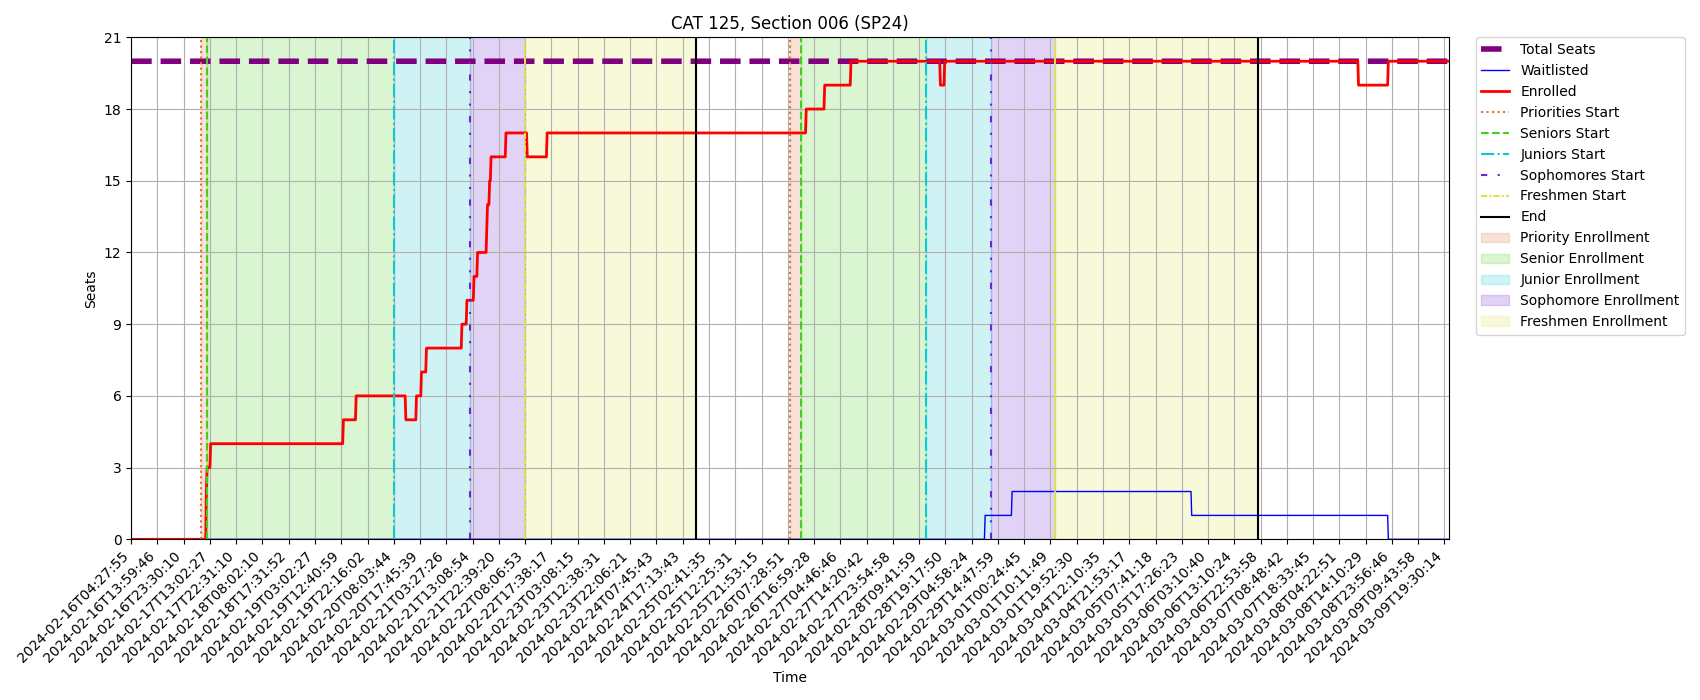 CAT 125, Section 006 (SP24)
21
18
15
12
9
6
3
0
Seats
2024-02-16T04:27:55
2024-02-16T13:59:46
2024-02-16T23:30:10
2024-02-17T13:02:27
2024-02-17T22:31:10
2024-02-18T08:02:10
2024-02-18T17:31:52
2024-02-19T03:02:27
2024-02-19T12:40:59
2024-02-19T22:16:02
2024-02-20T08:03:44
2024-02-20T17:45:39
2024-02-21T03:27:26
2024-02-21T13:08:54
2024-02-21T22:39:20
2024-02-22T08:06:53
2024-02-22T17:38:17
2024-02-23T03:08:15
2024-02-23T12:38:31
2024-02-23T22:06:21
2024-02-24T07:45:43
2024-02-24T17:13:43
2024-02-25T02:41:35
2024-02-25T12:25:31
2024-02-25T21:53:15
2024-02-26T07:28:51
2024-02-26T16:59:28
2024-02-27T04:46:46
2024-02-27T14:20:42
2024-02-27T23:54:58
2024-02-28T09:41:59
2024-02-28T19:17:50
2024-02-29T04:58:24
2024-02-29T14:47:59
2024-03-01T00:24:45
2024-03-01T10:11:49
2024-03-01T19:52:30
2024-03-04T12:10:35
2024-03-04T21:53:17
2024-03-05T07:41:18
2024-03-05T17:26:23
2024-03-06T03:10:40
2024-03-06T13:10:24
2024-03-06T22:53:58
2024-03-07T08:48:42
2024-03-07T18:33:45
2024-03-08T04:22:51
2024-03-08T14:10:29
2024-03-08T23:56:46
2024-03-09T09:43:58
2024-03-09T19:30:14
Time
Total Seats
Waitlisted
Enrolled
Priorities Start
Seniors Start
Juniors Start
Sophomores Start
Freshmen Start
End
Priority Enrollment
Senior Enrollment
Junior Enrollment
Sophomore Enrollment
Freshmen Enrollment